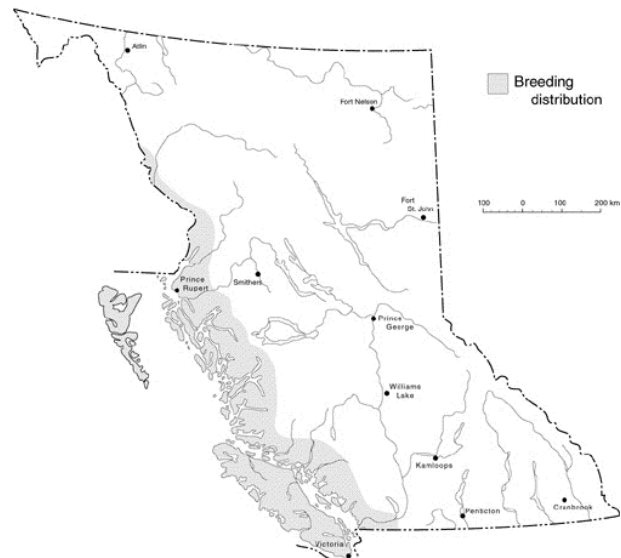 Atlin
Breeding
distribution
Fort Nelson
Fort
St. John
100 0 100 200 km
Prince
Rupert
Smithers
Prince
George
Williams
Lake
Kamloops
Penticton
Cranbrook
Victoria